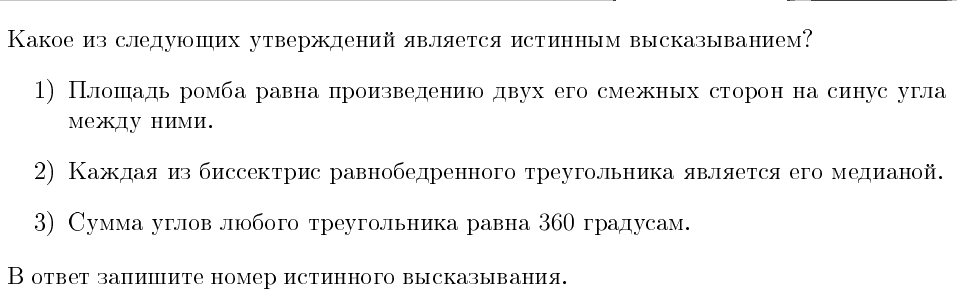 Какое из следующих утверждений является истинным высказыванием?
1) Площадь ромба равна произведению двух его смежных сторон на синус угла
между ними.
2) Каждая из биссектрис равнобедренного треугольника является его медианой.
3) Сумма углов любого треугольника равна 360 градусам.
В ответ запишите номер истинного высказывания.